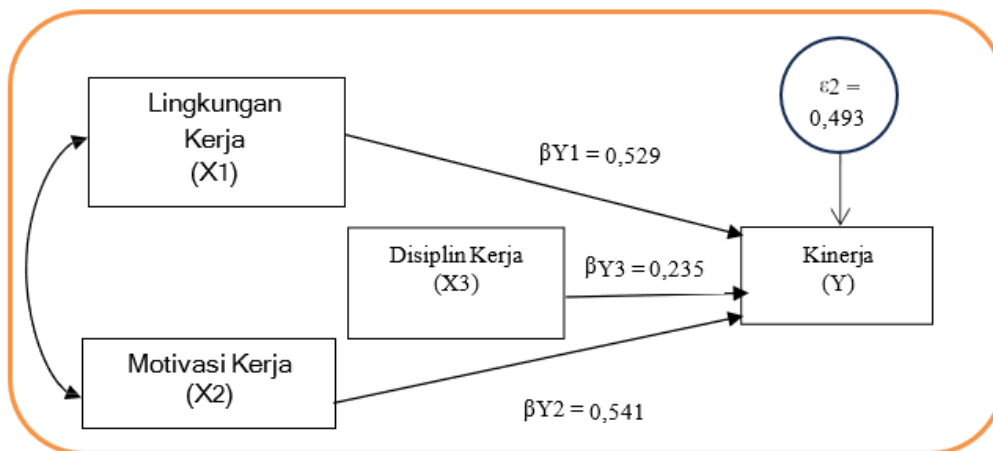 Lingkungan
Kerja
(X1)
ε2 =
0,493
βY1 = 0,529
Disiplin Kerja
(X3)
βY3 = 0,235
Kinerja
(Y)
Motivasi Kerja
(X2)
βY2 = 0,541